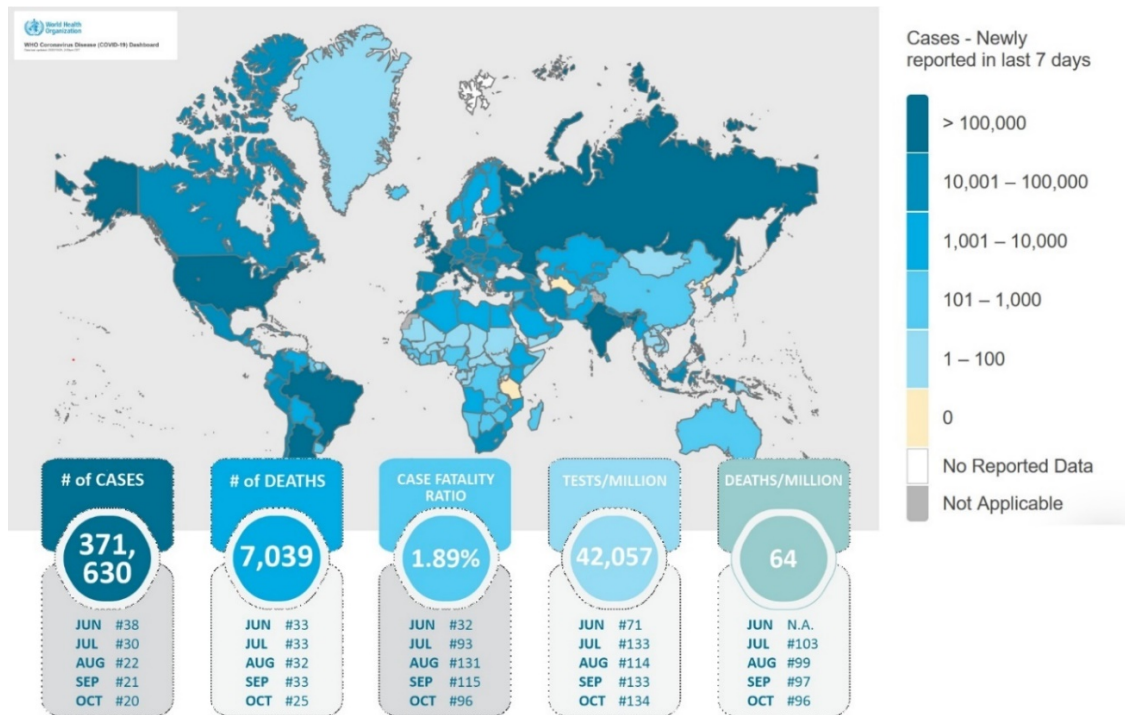 World Health
Organization
WHO Coronavirus Disease (COVID-19) Dashboard
Cases - Newly
reported in last 7 days
> 100,000
10,001 – 100,000
1,001 – 10,000
101 – 1,000
1 – 100
0
No Reported Data
Not Applicable
# of CASES
371,
630
JUN #38
JUL #30
AUG #22
SEP #21
OCT #20
# of DEATHS
7,039
JUN #33
JUL #33
AUG #32
SEP #33
OCT #25
CASE FATALITY
RATIO
1.89%
JUN #32
JUL #93
AUG #131
SEP #115
OCT #96
TESTS/MILLION
42,057
JUN #71
JUL #133
AUG #114
SEP #133
OCT #134
DEATHS/MILLION
64
JUN N.A.
JUL #103
AUG #99
SEP #97
OCT #96